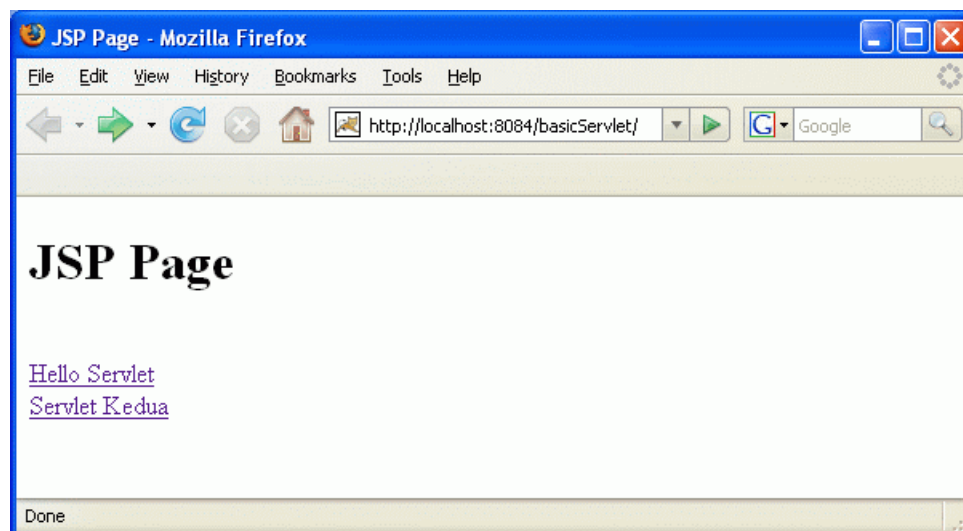 JSP Page - Mozilla Firefox
File Edit View History Bookmarks Tools Help
http://localhost:8084/basicServlet/ G Google
JSP Page
Hello Servlet
Servlet Kedua
Done